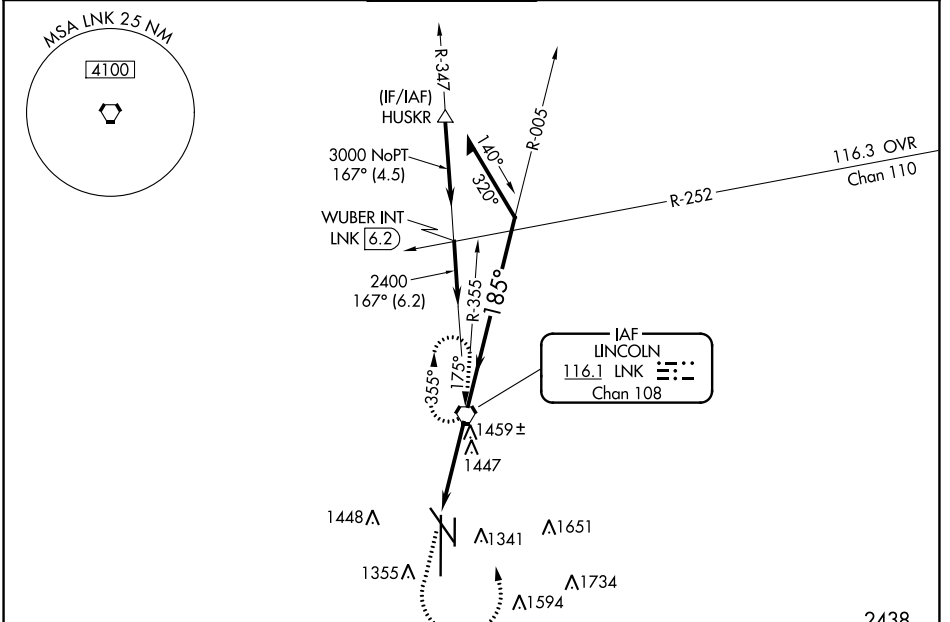 MSA LNK 25 NM
4100
R-347
(IF/IAF)
HUSKR
R-005
140°
320°
3000 NoPT
167° (4.5)
116.3 OVR
Chan 110
R-252
WUBER INT
LNK 6.2
2400
167° (6.2)
R-355
185°
IAF
LINCOLN
116.1 LNK
Chan 108
355°
175°
1459±
1447
1448
1341
1651
1355
1734
1594
2438